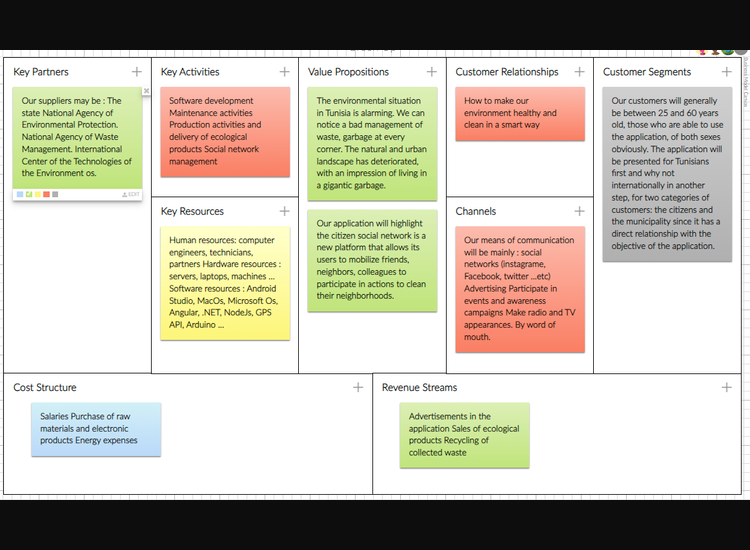 Key Partners
Our suppliers may be : The
state National Agency of
Environmental Protection.
National Agency of Waste
Management. International
Center of the Technologies of
the Environment os.
EDIT
Key Activities
Software development
Maintenance activities
Production activities and
delivery of ecological
products Social network
management
Key Resources
Human resources: computer
engineers, technicians,
partners Hardware resources :
servers, laptops, machines ...
Software resources : Android
Studio, MacOs, Microsoft Os,
Angular, .NET, NodeJs, GPS
API, Arduino ...
Value Propositions
The environmental situation
in Tunisia is alarming. We can
notice a bad management of
waste, garbage at every
corner. The natural and urban
landscape has deteriorated,
with an impression of living in
a gigantic garbage.
Our application will highlight
the citizen social network is a
new platform that allows its
users to mobilize friends,
neighbors, colleagues to
participate in actions to clean
their neighborhoods.
Customer Relationships
How to make our
environment healthy and
clean in a smart way
Channels
Our means of communication
will be mainly : social
networks (instagrame,
Facebook, twitter ...etc)
Advertising Participate in
events and awareness
campaigns Make radio and TV
appearances. By word of
mouth.
Customer Segments
Our customers will generally
be between 25 and 60 years
old, those who are able to use
the application, of both sexes
obviously. The application will
be presented for Tunisians
first and why not
internationally in another
step, for two categories of
customers: the citizens and
the municipality since it has a
direct relationship with the
objective of the application.
Cost Structure
Salaries Purchase of raw
materials and electronic
products Energy expenses
Revenue Streams
Advertisements in the
application Sales of ecological
products Recycling of
collected waste
Business Model Canvas